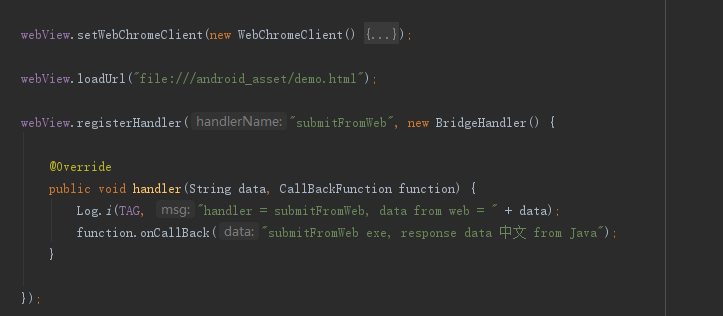 webView.setWebChromeClient(new WebChromeClient() {...});
webView.loadUrl("file:///android_asset/demo.html");
webView.registerHandler( handlerName: "submitFromWeb", new BridgeHandler() {
@Override
public void handler(String data, CallBackFunction function) {
Log.i(TAG, msg: "handler = submitFromWeb, data from web = " + data);
function.onCallBack( data: "submitFromWeb exe, response data 中文 from Java");
}
});